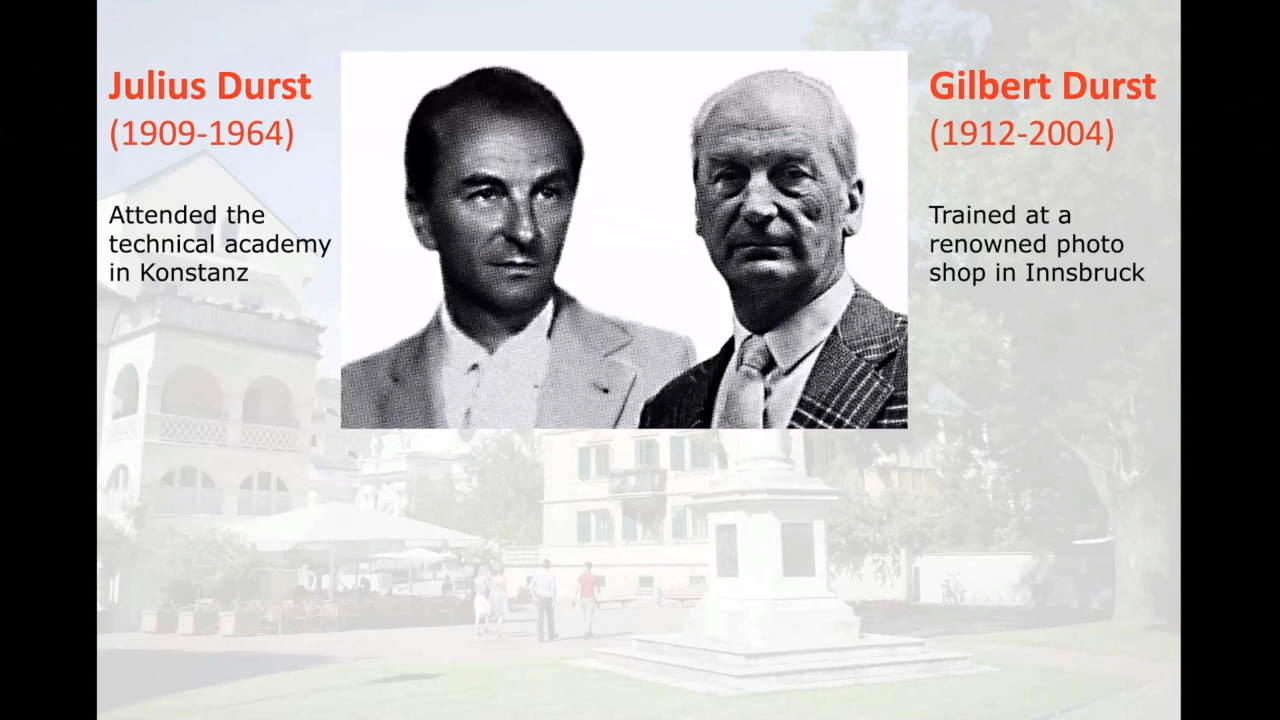 Julius Durst
(1909-1964)
Attended the
technical academy
in Konstanz
Gilbert Durst
(1912-2004)
Trained at a
renowned photo
shop in Innsbruck